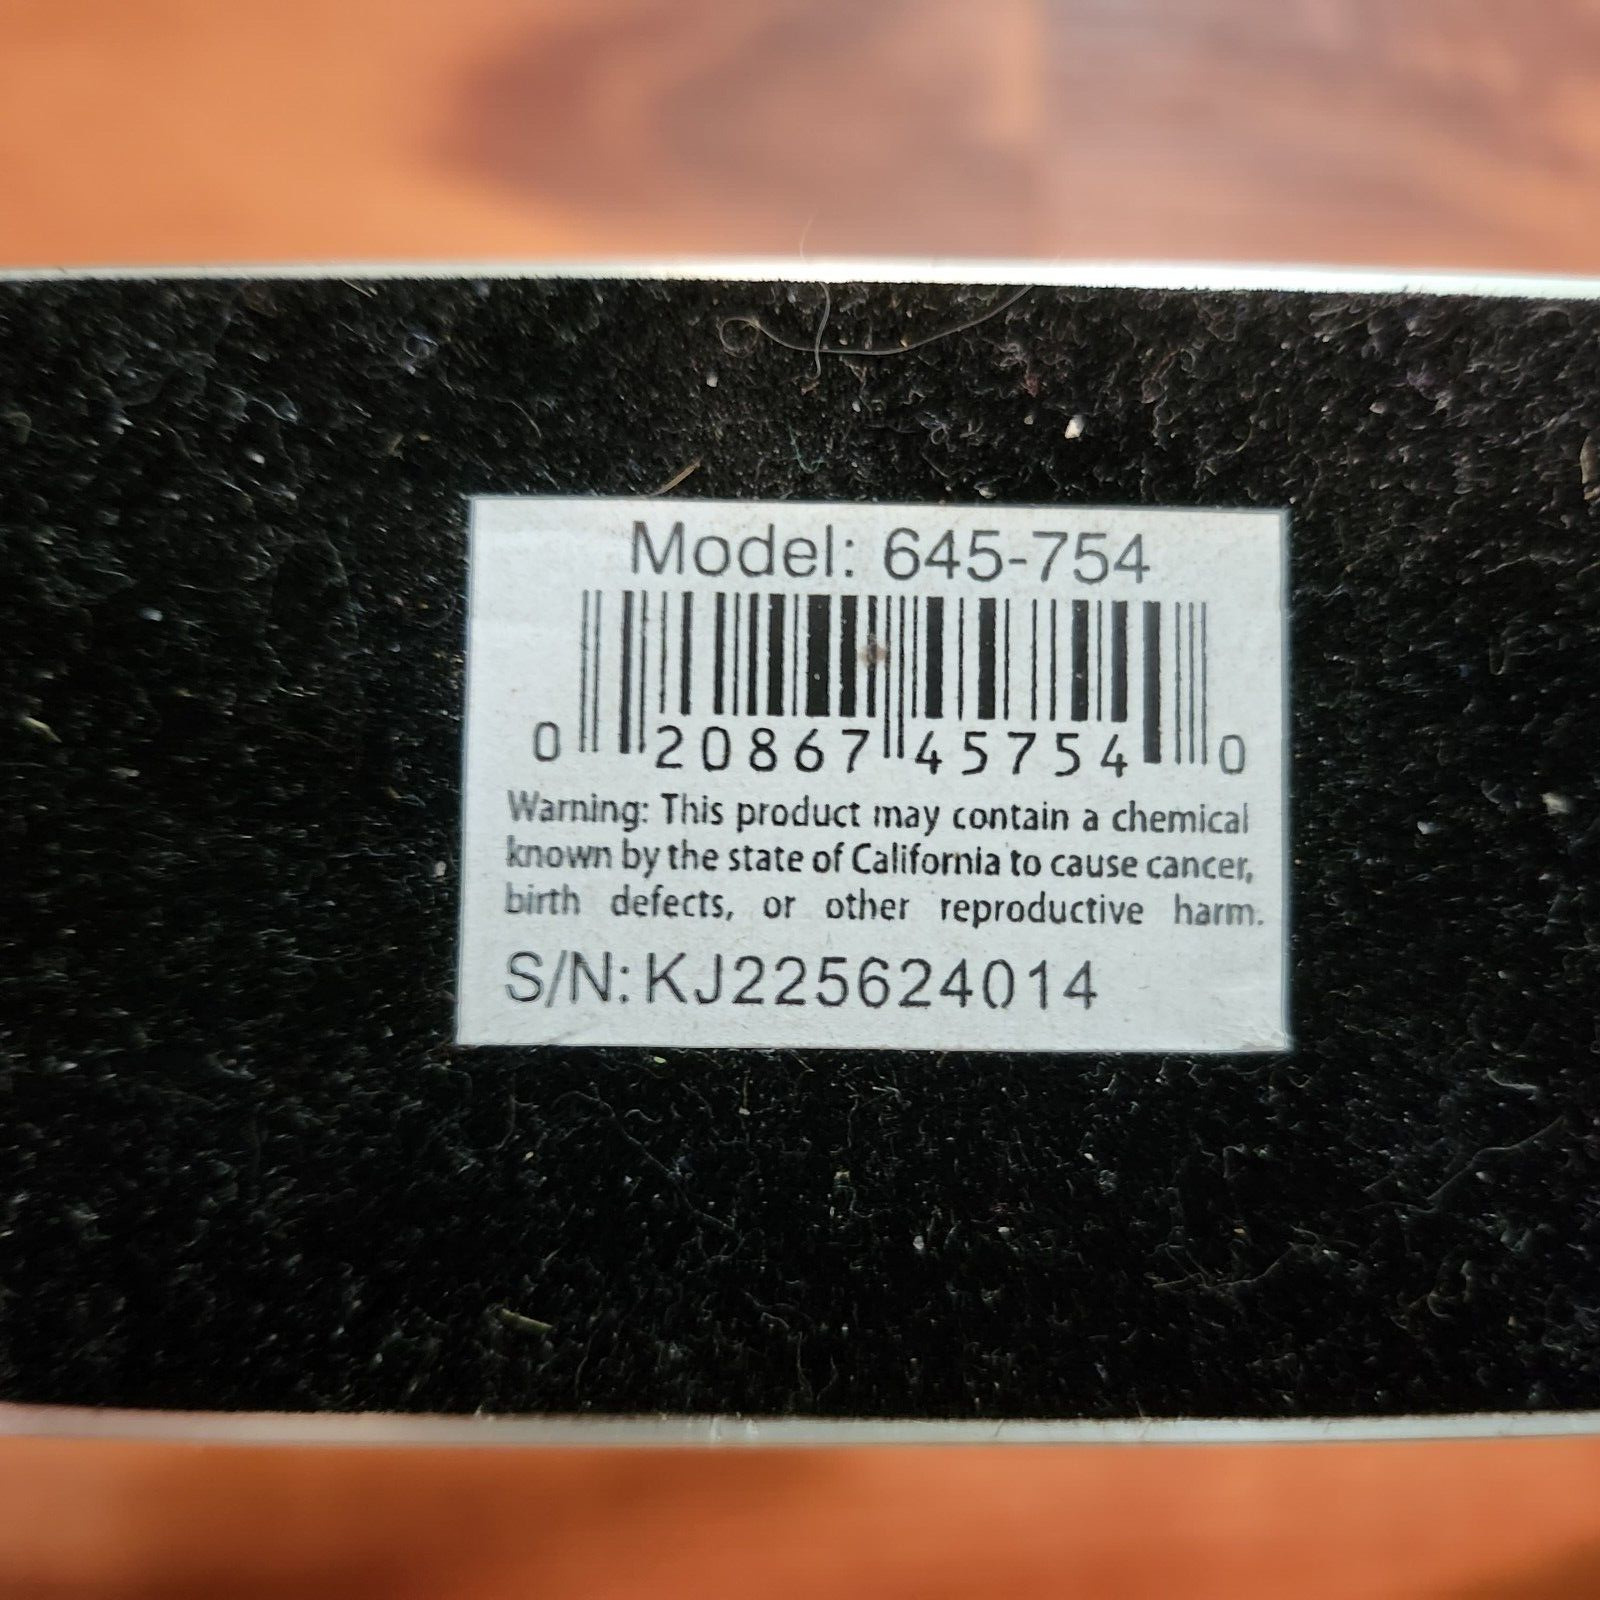 Model: 645-754
0 20867 45754 0
Warning: This product may contain a chemical
known by the state of California to cause cancer,
birth defects, or other reproductive harm.
S/N: KJ225624014